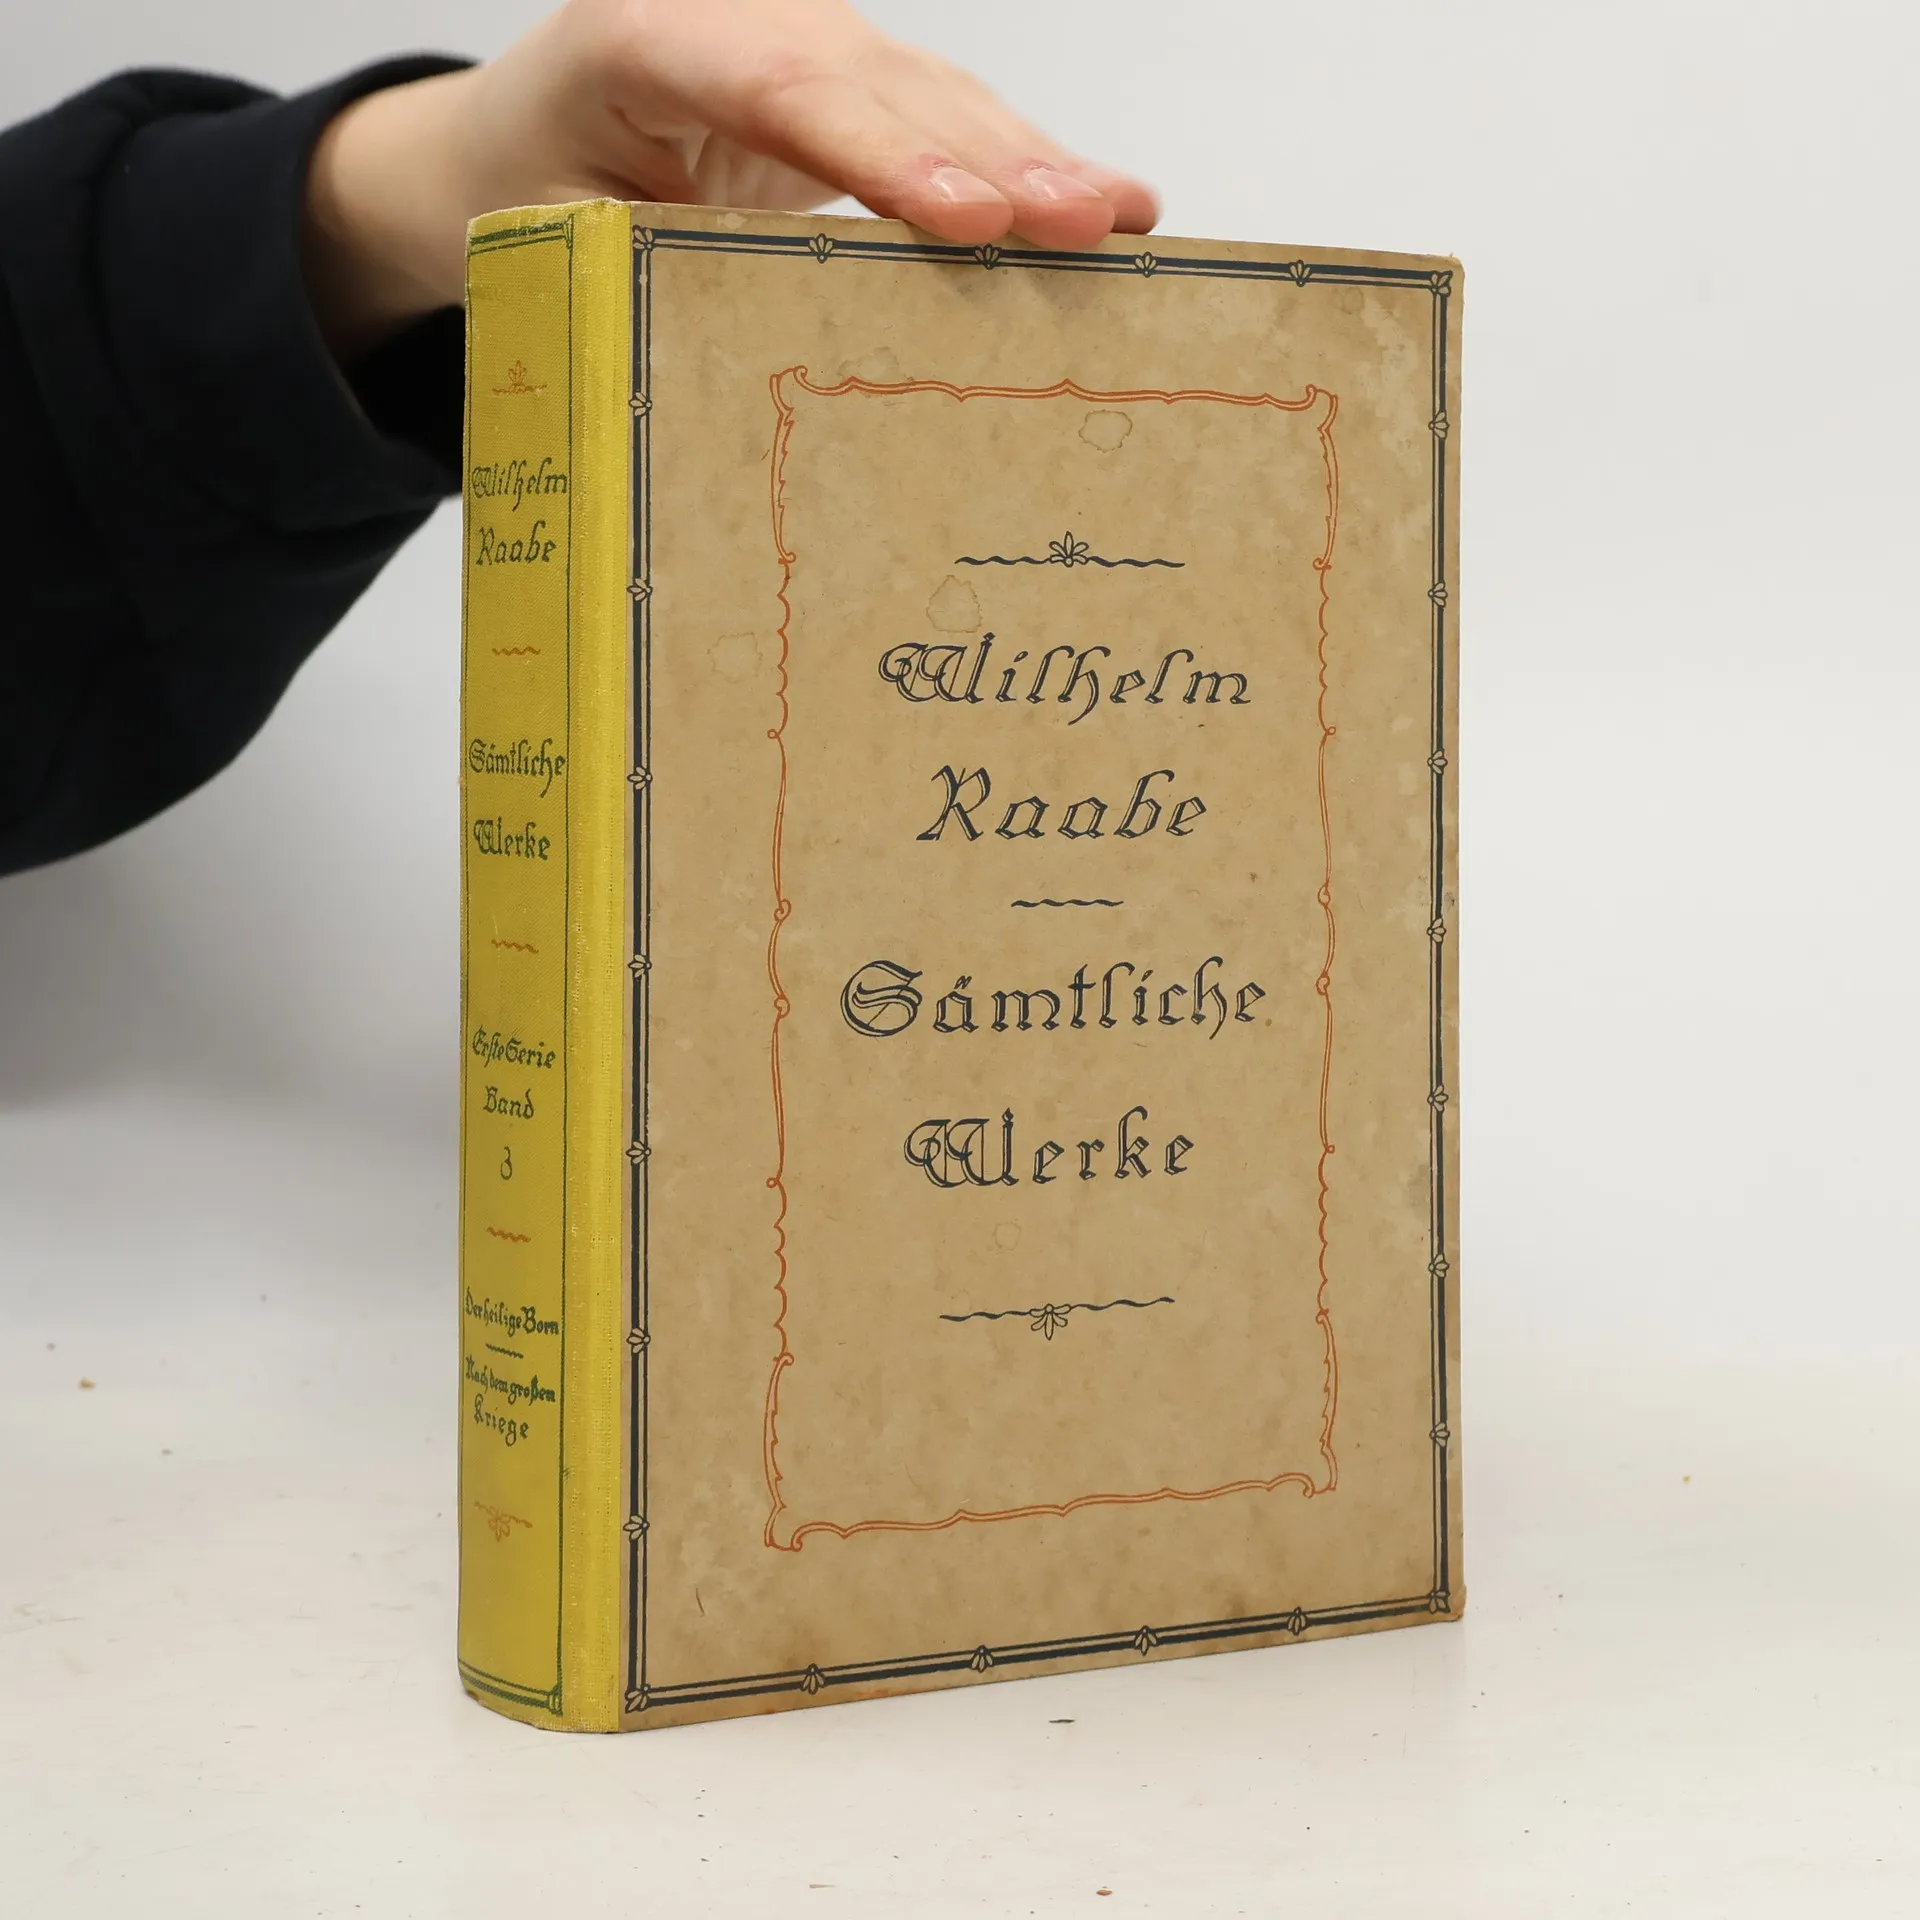 Wilhelm
Raabe
Sämtliche
Werke
Erste Serie
Band
3
Der heilige Born
Nach dem großen
Kriege
Wilhelm
Raabe
Sämtliche
Werke